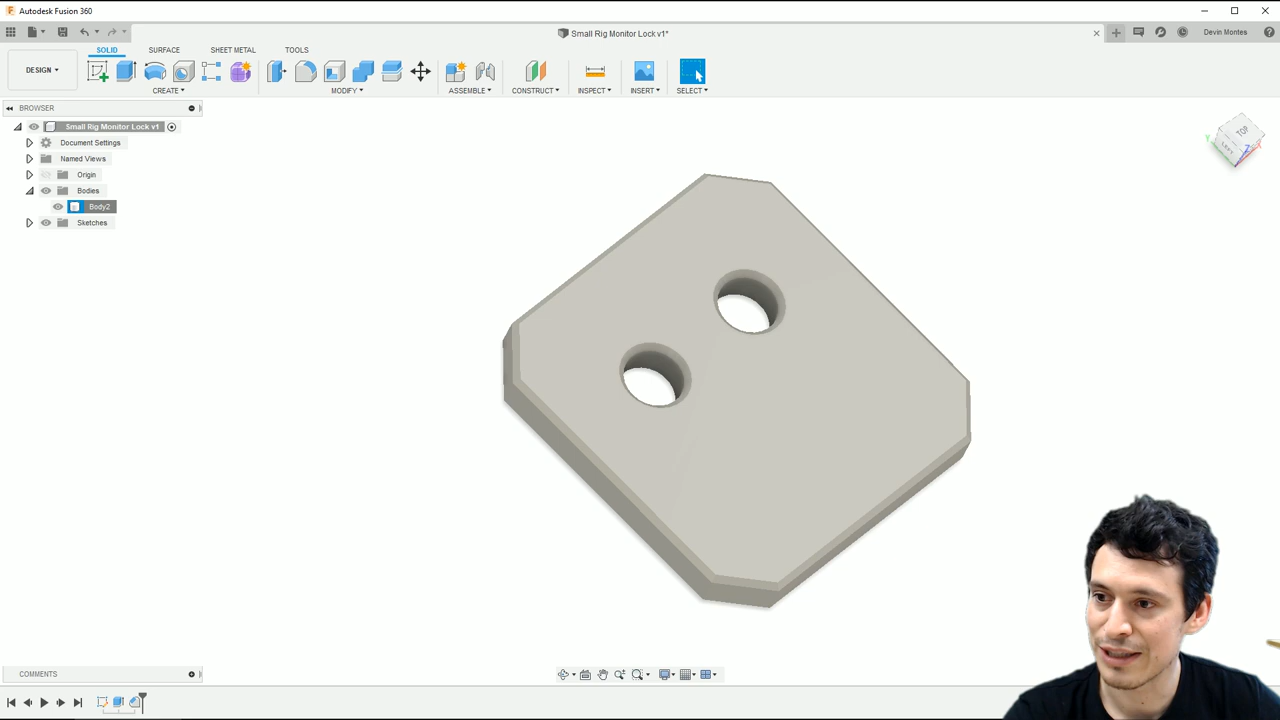 Autodesk Fusion 360
Small Rig Monitor Lock v1*
Devin Montes
SOLID
SURFACE
SHEET METAL
TOOLS
DESIGN
CREATE
MODIFY
ASSEMBLE
CONSTRUCT
INSPECT
INSERT
SELECT
BROWSER
Small Rig Monitor Lock v1
Document Settings
Named Views
Origin
Bodies
Body2
Sketches
TOP
LEFT
Y
Z
X
COMMENTS